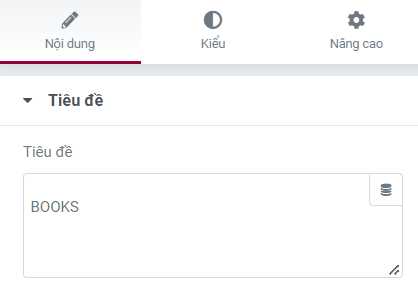 Nội dung
Kiểu
Nâng cao
Tiêu đề
Tiêu đề
BOOKS